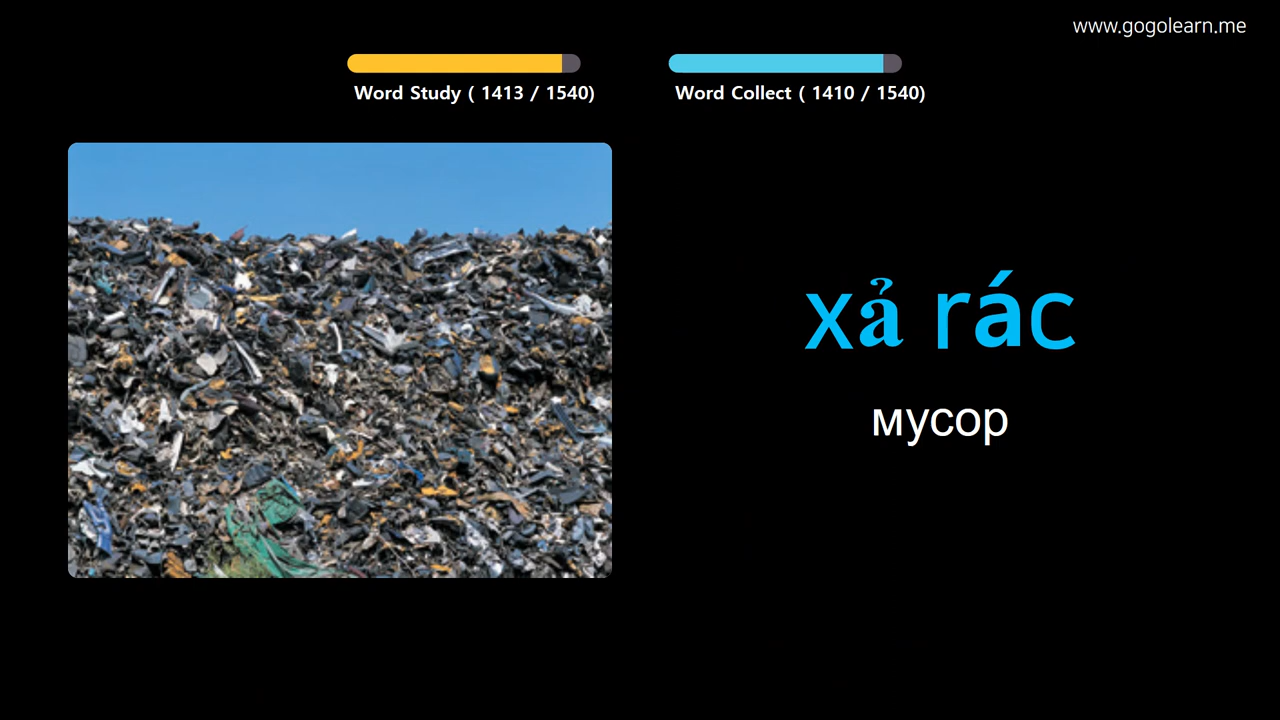 www.gogolearn.me
Word Study ( 1413 / 1540)
Word Collect ( 1410 / 1540)
xả rác
мусор